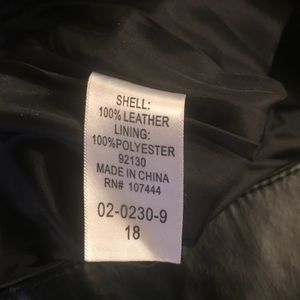 SHELL:
100% LEATHER
LINING:
100%POLYESTER
92130
MADE IN CHINA
RN# 107444
02-0230-9
18